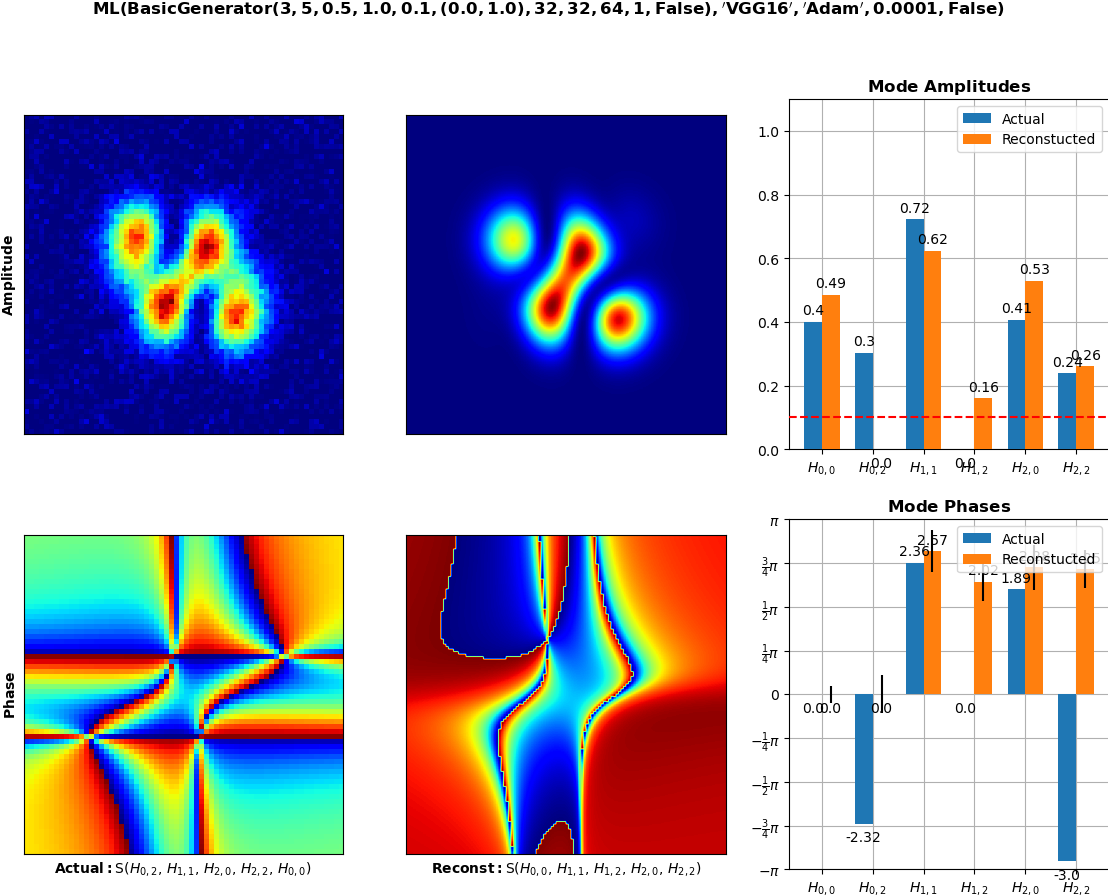 ML(BasicGenerator(3, 5, 0.5, 1.0, 0.1, (0.0, 1.0), 32, 32, 64, 1, False), ′VGG16′, ′Adam′, 0.0001, False)
Amplitude
Mode Amplitudes
Actual
Reconstucted
1.0
0.8
0.6
0.4
0.2
0.0
0.4
0.49
0.3
0.0
0.72
0.62
0.0
0.16
0.41
0.53
0.24
0.26
H0,0 H0,2 H1,1 H1,2 H2,0 H2,2
Phase
Mode Phases
Actual
Reconstucted
π
3/4π
1/2π
1/4π
0
−1/4π
−1/2π
−3/4π
−π
0.0
0.0
-2.32
0.0
2.36
2.57
0.0
1.89
-3.0
H0,0 H0,2 H1,1 H1,2 H2,0 H2,2
Actual: S(H0,2, H1,1, H2,0, H2,2, H0,0)
Reconst: S(H0,0, H1,1, H1,2, H2,0, H2,2)